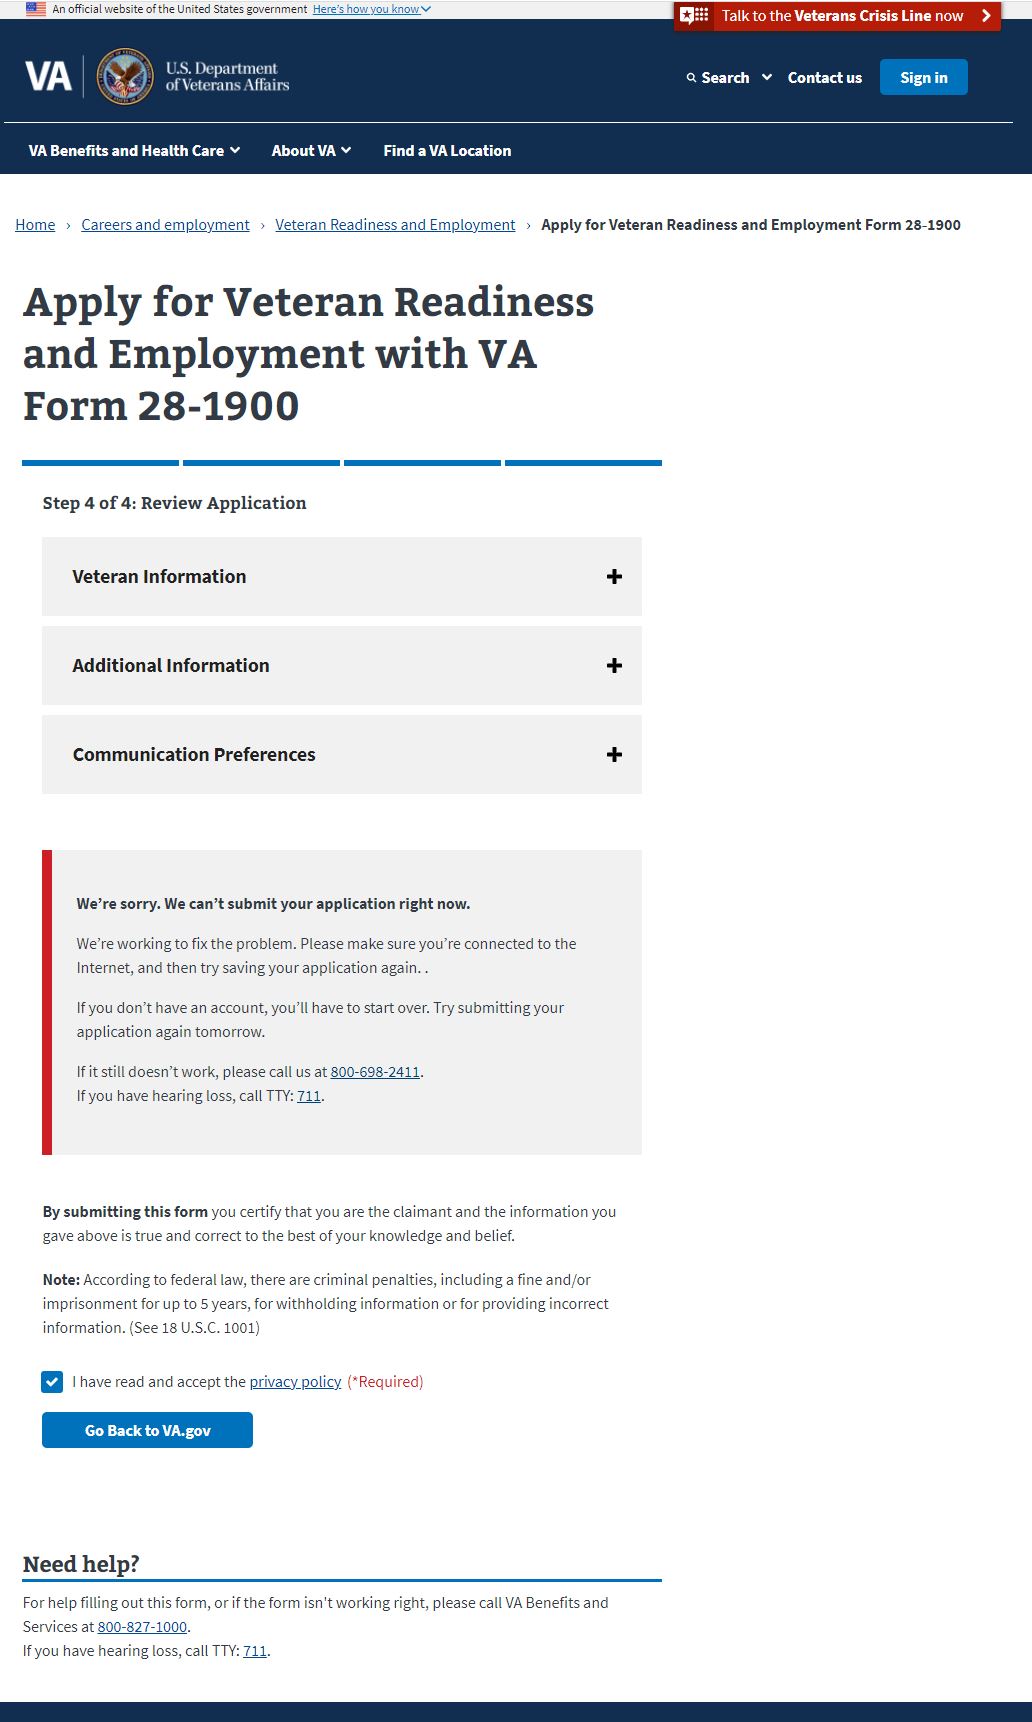 An official website of the United States government Here's how you know
Talk to the Veterans Crisis Line now
VA
U.S. Department
of Veterans Affairs
Search
Contact us
Sign in
VA Benefits and Health Care
About VA
Find a VA Location
Home › Careers and employment › Veteran Readiness and Employment › Apply for Veteran Readiness and Employment Form 28-1900
Apply for Veteran Readiness
and Employment with VA
Form 28-1900
Step 4 of 4: Review Application
Veteran Information
Additional Information
Communication Preferences
We’re sorry. We can’t submit your application right now.
We’re working to fix the problem. Please make sure you’re connected to the
Internet, and then try saving your application again. .
If you don’t have an account, you’ll have to start over. Try submitting your
application again tomorrow.
If it still doesn’t work, please call us at 800-698-2411.
If you have hearing loss, call TTY: 711.
By submitting this form you certify that you are the claimant and the information you
gave above is true and correct to the best of your knowledge and belief.
Note: According to federal law, there are criminal penalties, including a fine and/or
imprisonment for up to 5 years, for withholding information or for providing incorrect
information. (See 18 U.S.C. 1001)
I have read and accept the privacy policy (*Required)
Go Back to VA.gov
Need help?
For help filling out this form, or if the form isn't working right, please call VA Benefits and
Services at 800-827-1000.
If you have hearing loss, call TTY: 711.